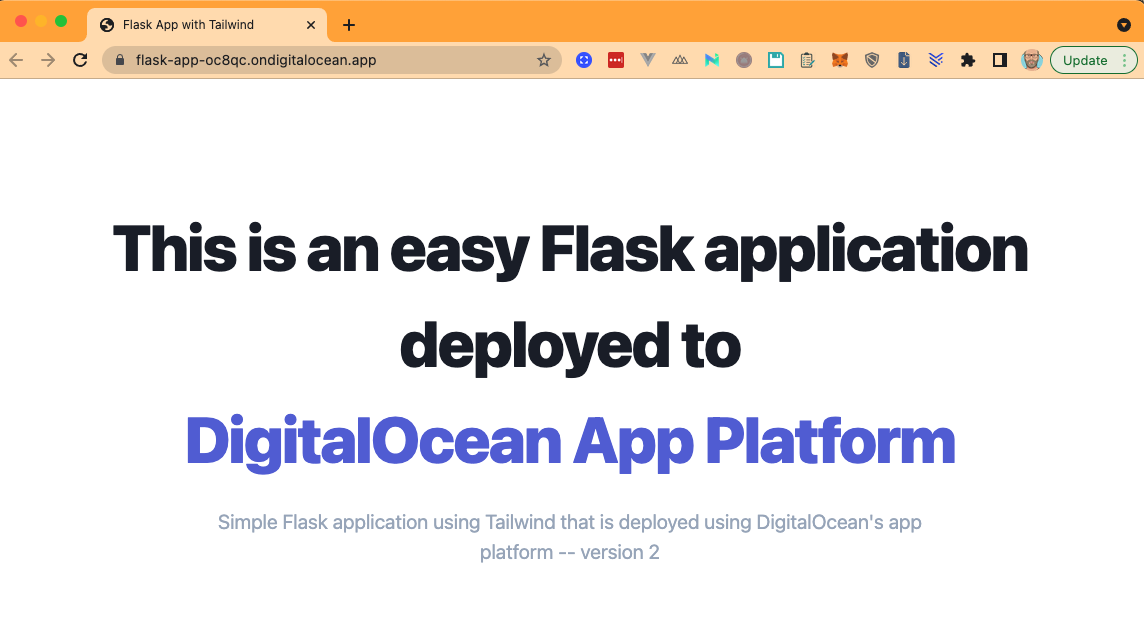 Flask App with Tailwind
flask-app-oc8qc.ondigitalocean.app
Update
This is an easy Flask application
deployed to
DigitalOcean App Platform
Simple Flask application using Tailwind that is deployed using DigitalOcean's app
platform -- version 2